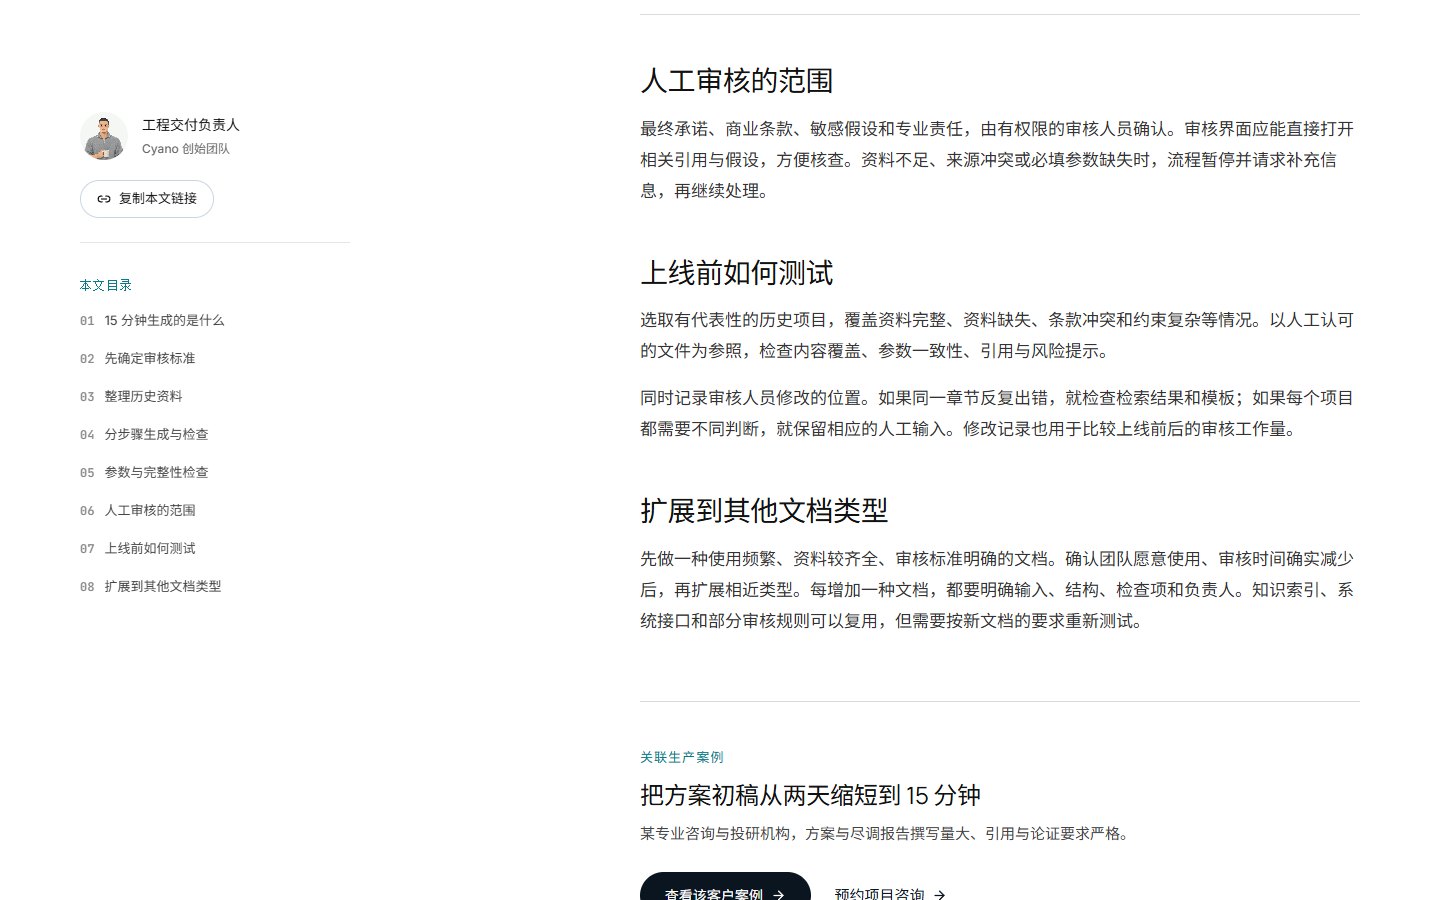 工程交付负责人
Cyano 创始团队
复制本文链接
本文目录
01 15 分钟生成的是什么
02 先确定审核标准
03 整理历史资料
04 分步骤生成与检查
05 参数与完整性检查
06 人工审核的范围
07 上线前如何测试
08 扩展到其他文档类型
人工审核的范围
最终承诺、商业条款、敏感假设和专业责任，由有权限的审核人员确认。审核界面应能直接打开
相关引用与假设，方便核查。资料不足、来源冲突或必填参数缺失时，流程暂停并请求补充信
息，再继续处理。
上线前如何测试
选取有代表性的历史项目，覆盖资料完整、资料缺失、条款冲突和约束复杂等情况。以人工认可
的文件为参照，检查内容覆盖、参数一致性、引用与风险提示。
同时记录审核人员修改的位置。如果同一章节反复出错，就检查检索结果和模板；如果每个项目
都需要不同判断，就保留相应的人工输入。修改记录也用于比较上线前后的审核工作量。
扩展到其他文档类型
先做一种使用频繁、资料较齐全、审核标准明确的文档。确认团队愿意使用、审核时间确实减少
后，再扩展相近类型。每增加一种文档，都要明确输入、结构、检查项和负责人。知识索引、系
统接口和部分审核规则可以复用，但需要按新文档的要求重新测试。
关联生产案例
把方案初稿从两天缩短到 15 分钟
某专业咨询与投研机构，方案与尽调报告撰写量大、引用与论证要求严格。
查看该客户案例 →
预约项目咨询 →